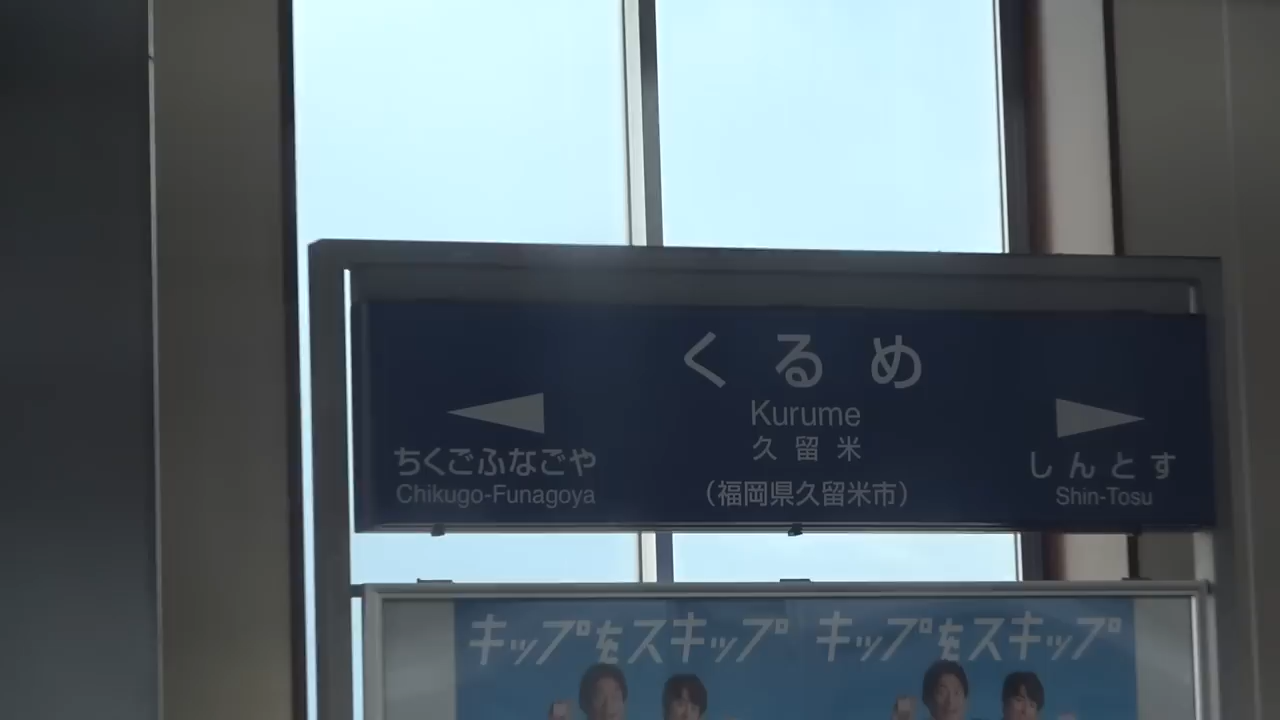 くるめ
Kurume
久留米
(福岡県久留米市)
ちくごふなごや
Chikugo-Funagoya
しんとす
Shin-Tosu
キップをスキップ
キップをスキップ